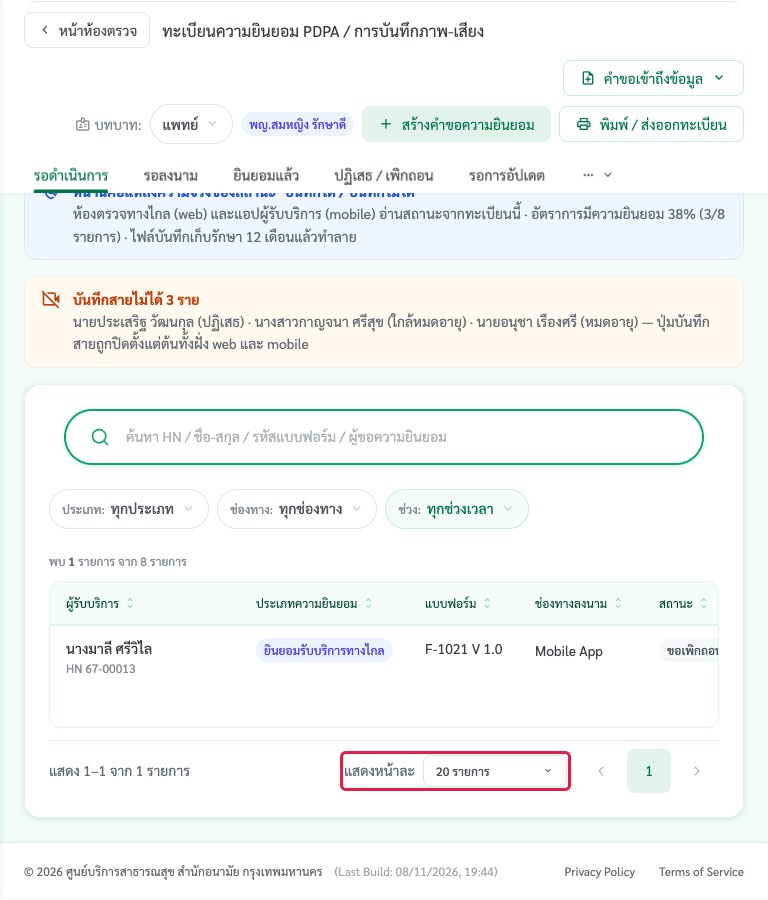 หน้าห้องตรวจ
ทะเบียนความยินยอม PDPA / การบันทึกภาพ-เสียง
คำขอเข้าถึงข้อมูล
บทบาท:
แพทย์
พญ.สมหญิง รักษาดี
+ สร้างคำขอความยินยอม
พิมพ์ / ส่งออกทะเบียน
รอดำเนินการ
รอลงนาม
ยินยอมแล้ว
ปฏิเสธ / เพิกถอน
รอการอัปเดต
...
ห้องตรวจทางไกล (web) และแอปผู้รับบริการ (mobile) อ่านสถานะจากทะเบียนนี้ · อัตราการมีความยินยอม 38% (3/8
รายการ) · ไฟล์บันทึกเก็บรักษา 12 เดือนแล้วทำลาย
บันทึกสายไม่ได้ 3 ราย
นายประเสริฐ วัฒนกุล (ปฏิเสธ) · นางสาวกาญจนา ศรีสุข (ใกล้หมดอายุ) · นายอนุชา เรืองศรี (หมดอายุ) — ปุ่มบันทึก
สายถูกปิดตั้งแต่ต้นทั้งฝั่ง web และ mobile
ค้นหา HN / ชื่อ-สกุล / รหัสแบบฟอร์ม / ผู้ขอความยินยอม
ประเภท: ทุกประเภท
ช่องทาง: ทุกช่องทาง
ช่วง: ทุกช่วงเวลา
พบ 1 รายการ จาก 8 รายการ
ผู้รับบริการ
ประเภทความยินยอม
แบบฟอร์ม
ช่องทางลงนาม
สถานะ
นางมาลี ศรีวิไล
HN 67-00013
ยินยอมรับบริการทางไกล
F-1021 V 1.0
Mobile App
ขอเพิกถอน
แสดง 1–1 จาก 1 รายการ
แสดงหน้าละ
20 รายการ
1
© 2026 ศูนย์บริการสาธารณสุข สำนักอนามัย กรุงเทพมหานคร
(Last Build: 08/11/2026, 19:44)
Privacy Policy
Terms of Service